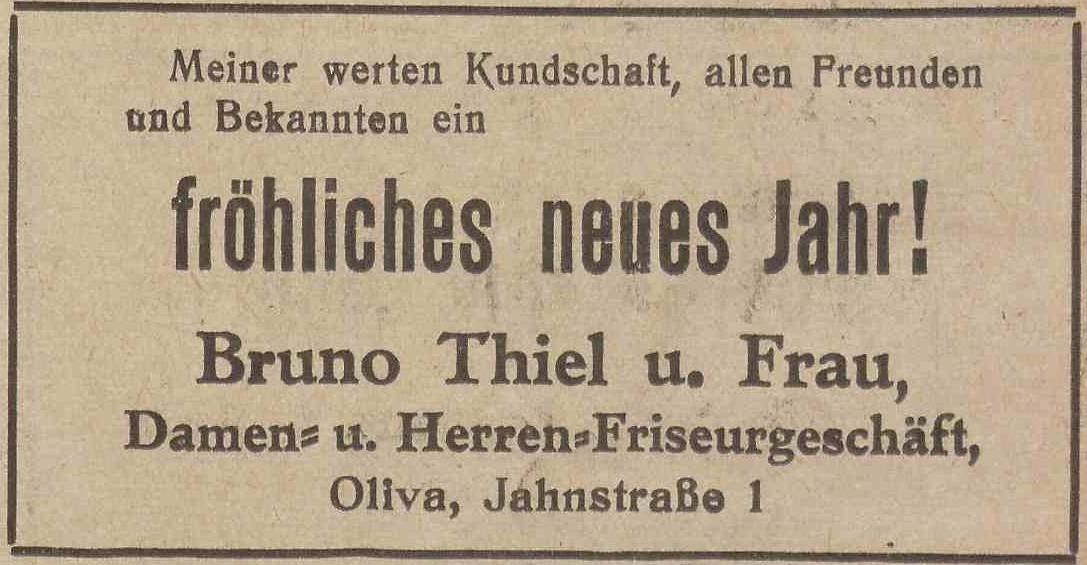 Meiner werten Kundschaft, allen Freunden
und Bekannten ein
fröhliches neues Jahr!
Bruno Thiel u. Frau,
Damen- u. Herren-Friseurgeschäft,
Oliva, Jahnstraße 1